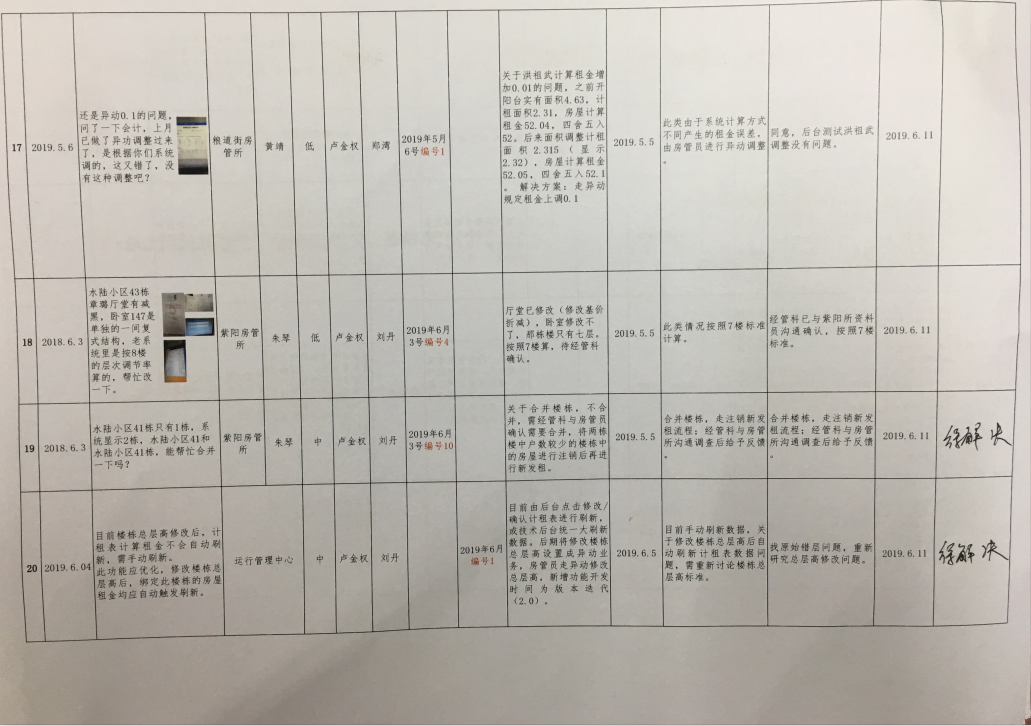 17
2019.5.6
还是异动0.1的问题,
问了一下会计，上月
已做了异动调整过来
了，是根据你们系统
调的，这又错了，没
有这种调整吧？
粮道街房
管所
黄靖
低
卢金权
郑湾
2019年5月
6号编号1
关于洪祖武计算租金增
加0.01的问题，之前开
阳台实有面积4.63，计
租面积2.31，房屋计算
租金52.04，四舍五入
52。后来面积调整计租
面积2.315（显示
2.32），房屋计算租金
52.05，四舍五入52.1
。解决方案：走异动
规定租金上调0.1
2019.5.5
此类由于系统计算方式
不同产生的租金误差，
由房管员进行异动调整
。
同意，后台测试洪祖武
调整没有问题。
2019.6.11
18
2018.6.3
水陆小区43栋
章璐厅堂有减
黑，卧室147是
单独的一间复
式结构，老系
统里是按8楼
的层次调节率
算的，帮忙改
一下。
紫阳房管
所
朱琴
低
卢金权
刘丹
2019年6月
3号编号4
厅堂已修改（修改基价
折减），卧室修改不
了，那栋楼只有七层。
按照7楼算，待经管科
确认。
2019.5.5
此类情况按照7楼标准
计算。
经管科已与紫阳所资料
员沟通确认，按照7楼
标准。
2019.6.11
19
2018.6.3
水陆小区41栋只有1栋，系
统显示2栋，水陆小区41和
水陆小区41栋，能帮忙合并
一下吗？
紫阳房管
所
朱琴
中
卢金权
刘丹
2019年6月
3号编号10
关于合并楼栋，不合
并，需经管科与房管员
确认需要合并，将两栋
楼中户数较少的楼栋中
的房屋进行注销后再进
行新发租。
2019.5.5
合并楼栋，走注销新发
租流程；经管科与房管
所沟通调查后给予反馈
。
合并楼栋，走注销新发
租流程；经管科与房管
所沟通调查后给予反馈
。
2019.6.11
待解决
20
2019.6.04
目前楼栋总层高修改后，计
租表计算租金不会自动刷
新，需手动刷新。
此功能应优化，修改楼栋总
层高后，绑定此楼栋的房屋
租金均应自动触发刷新。
运行管理中心
中
卢金权
刘丹
2019年6月
编号1
目前由后台点击修改/
确认计租表进行刷新，
或技术后台统一大刷新
数据。后期将修改楼栋
总层高设置成异动业
务，房管员走异动修改
总层高，新增功能开发
时间为版本迭代
（2.0）。
2019.6.5
目前手动刷新数据，关
于修改楼栋总层高后自
动刷新计租表数据问
题，需重新讨论楼栋总
层高标准。
找原始错层问题，重新
研究总层高修改问题。
2019.6.11
待解决